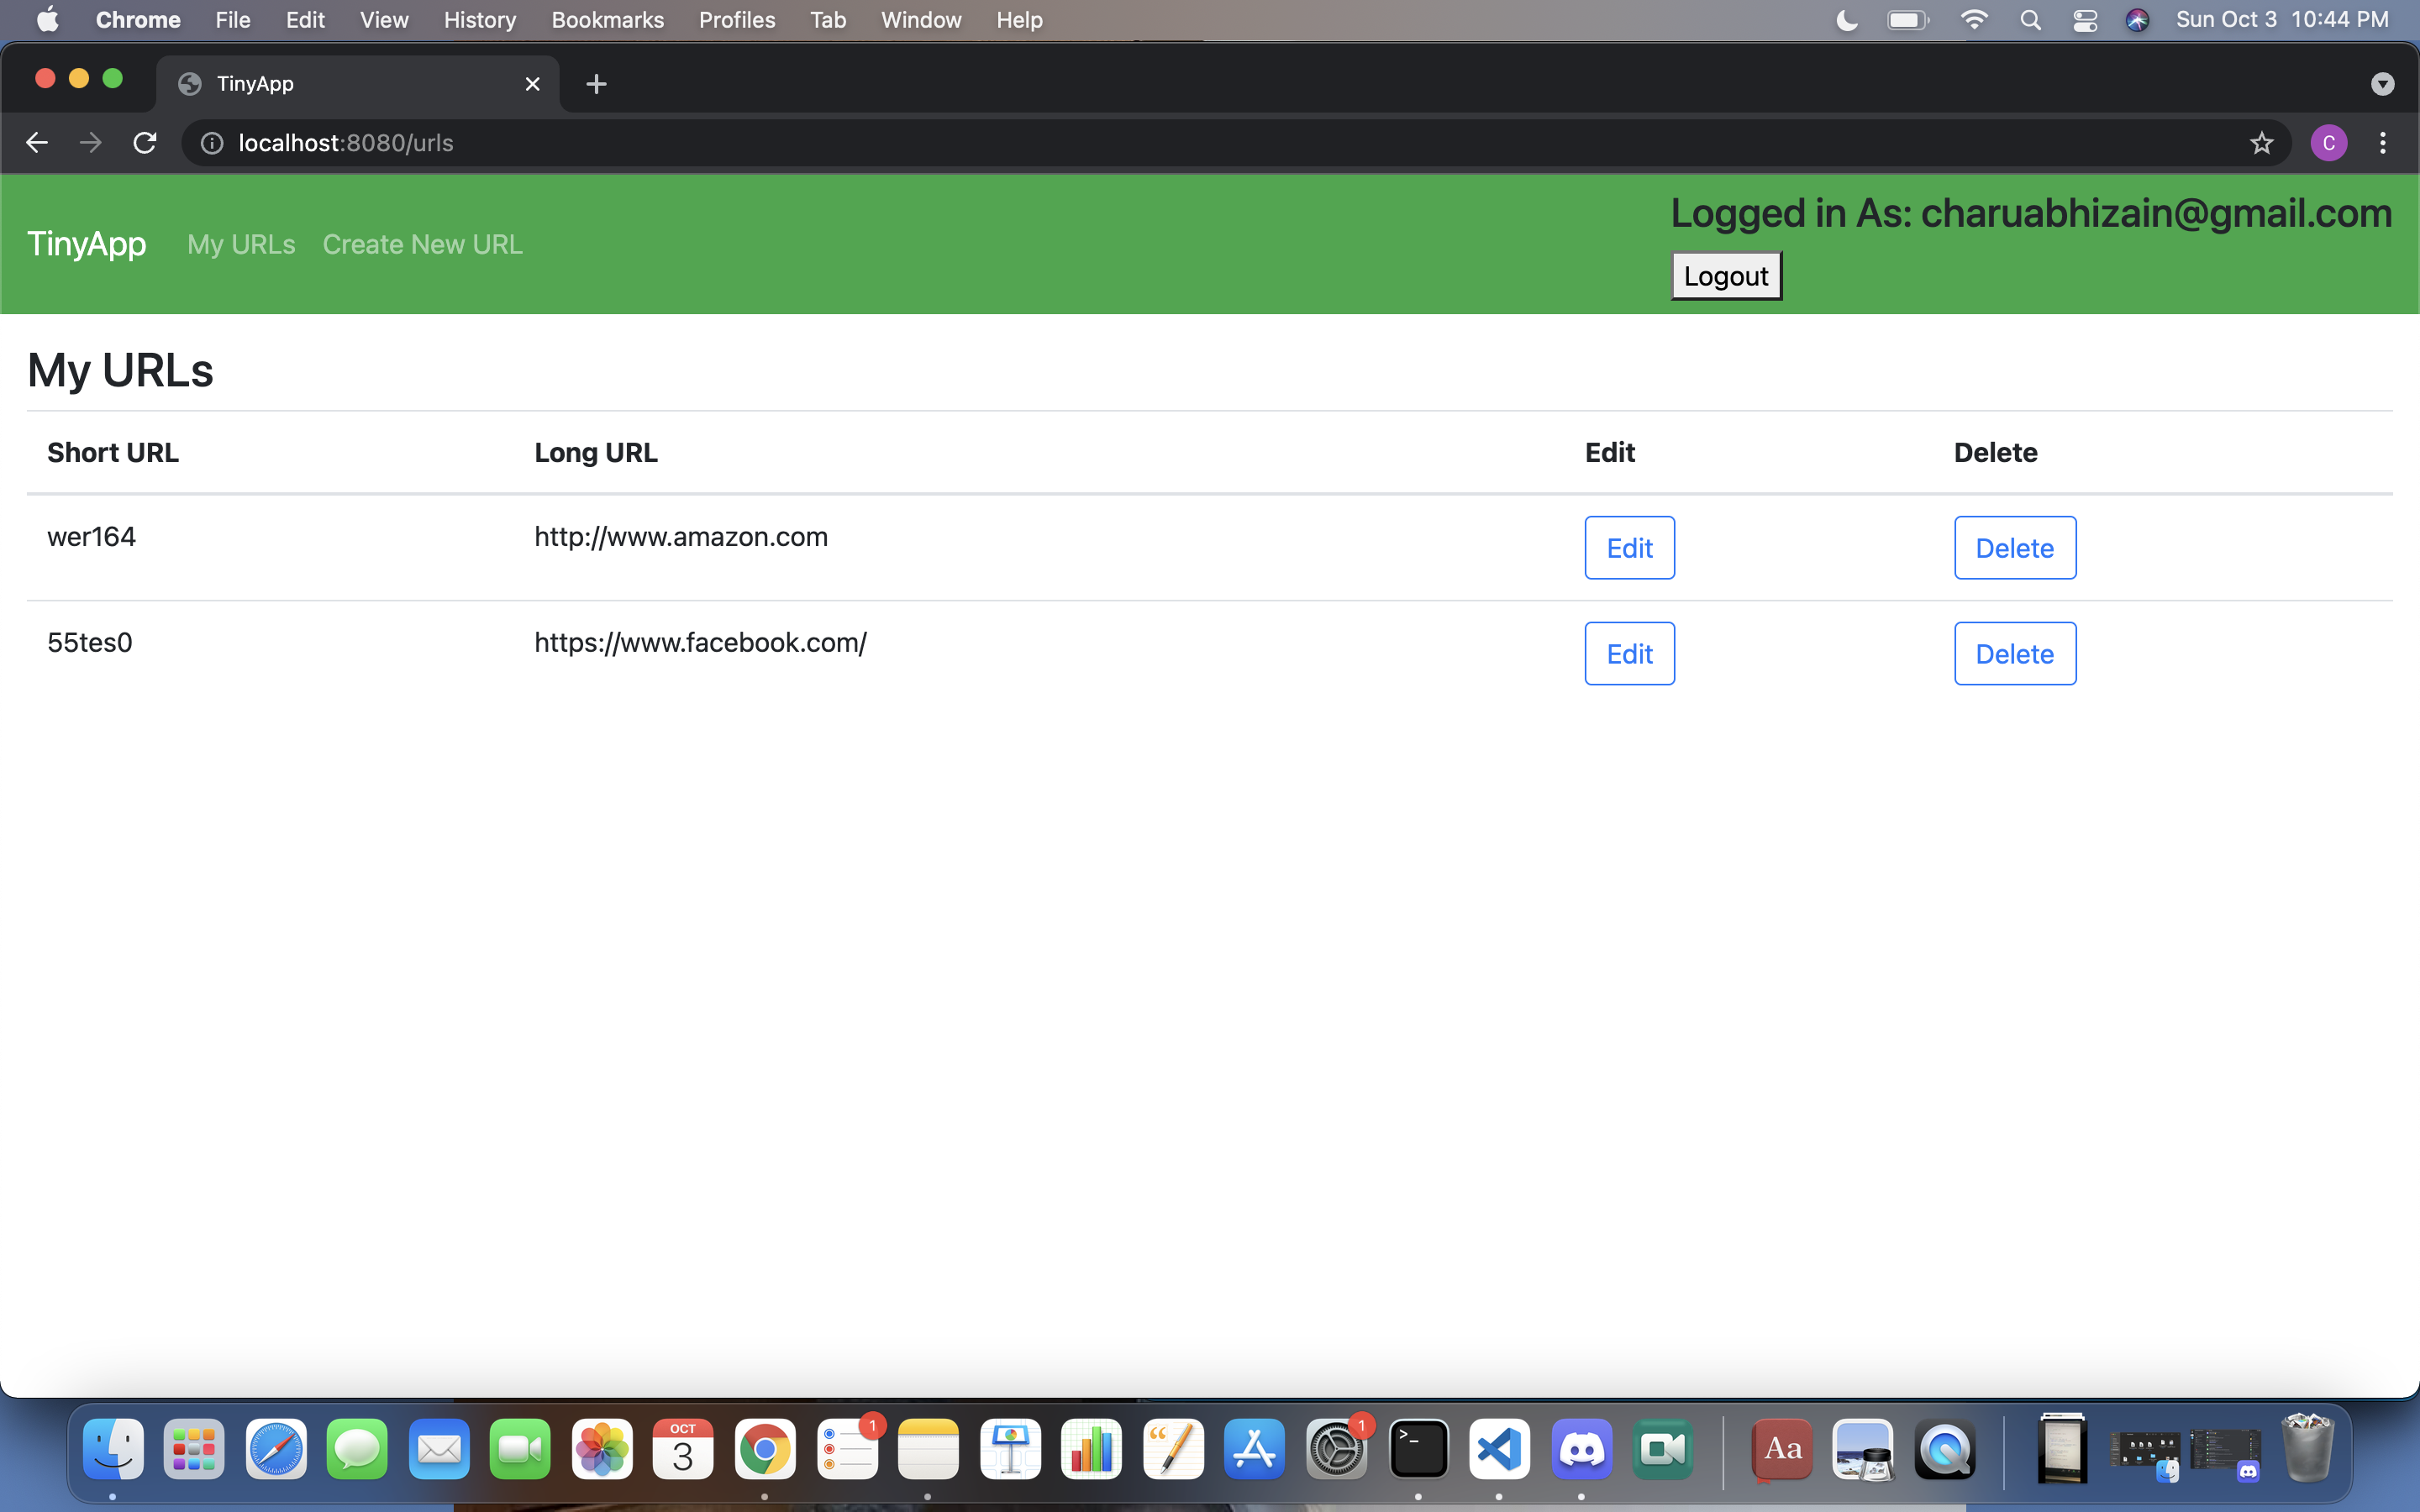 Chrome File Edit View History Bookmarks Profiles Tab Window Help Sun Oct 3 10:44 PM
TinyApp
localhost:8080/urls C
Logged in As: charuabhizain@gmail.com
TinyApp My URLs Create New URL
Logout
My URLs
Short URL Long URL Edit Delete
wer164 http://www.amazon.com Edit Delete
55tes0 https://www.facebook.com/ Edit Delete
OCT 1 1
3 >_ Aa